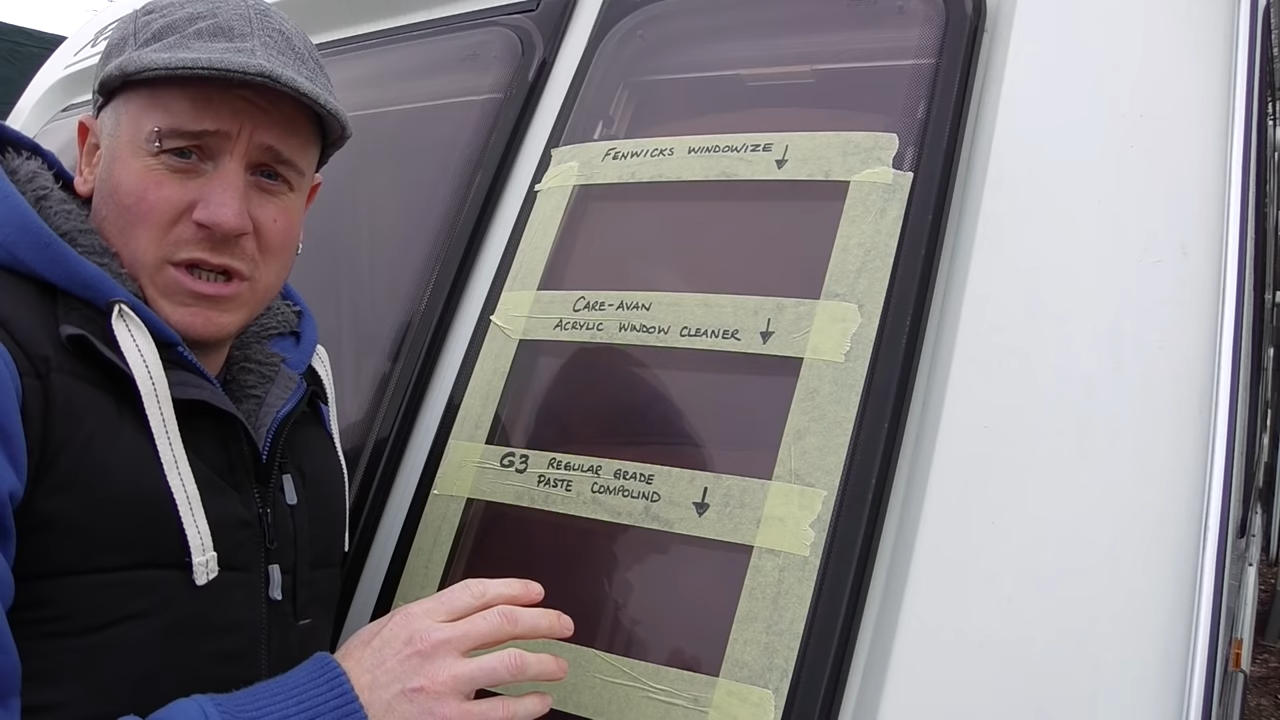 FENWICKS WINDOWIZE ↓
CARE-AVAN
ACRYLIC WINDOW CLEANER ↓
G3 REGULAR GRADE
PASTE COMPOUND ↓